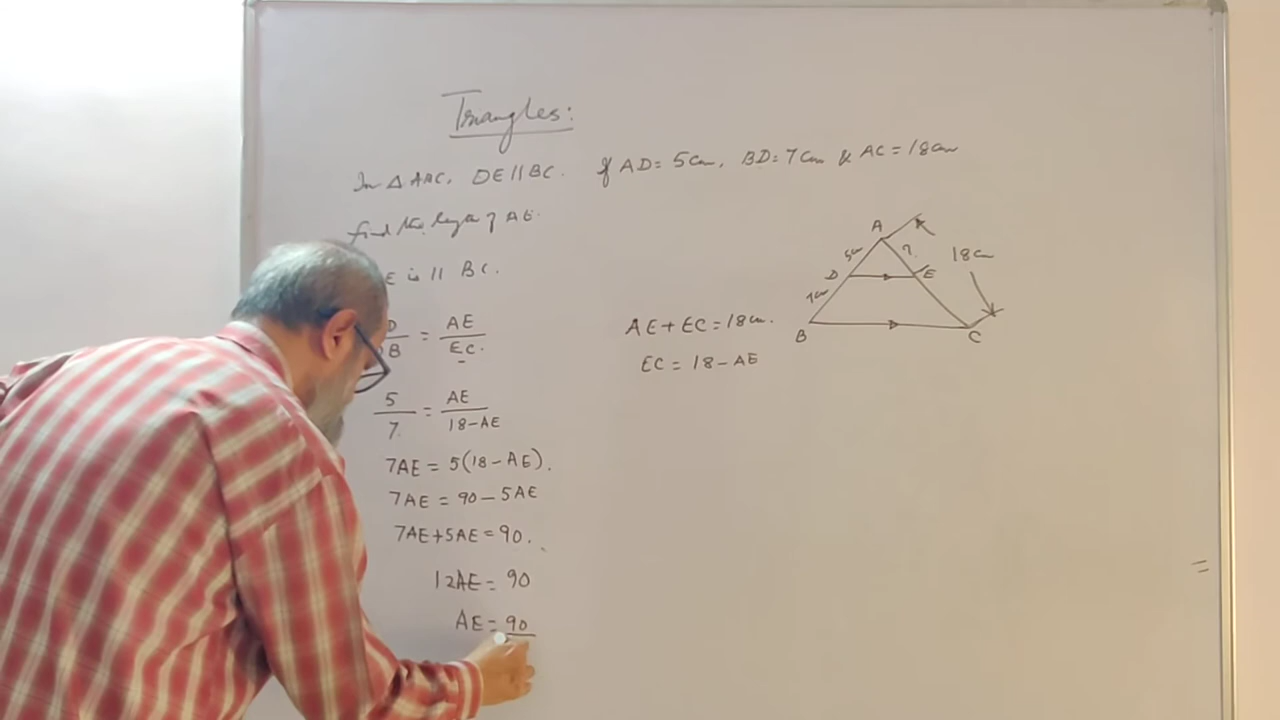 Triangles:
In △ ABC, DE || BC. If AD = 5cm, BD = 7cm & AC = 18cm
find the length of AE.
E is || BC.
D/B = AE/EC.
5/7 = AE/18-AE
7AE = 5(18-AE).
7AE = 90-5AE
7AE+5AE = 90.
12AE = 90
AE = 90
AE+EC = 18cm.
EC = 18-AE
A
5cm
?
18cm
D
E
7cm
B
C
=